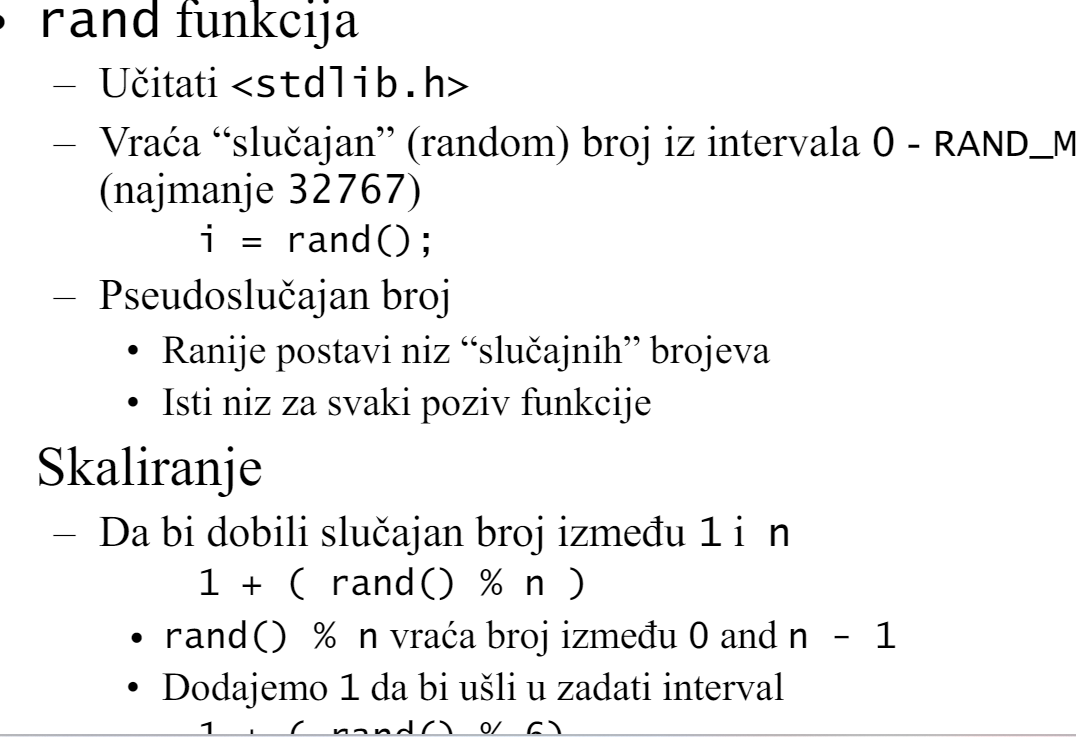 • rand funkcija
– Učitati <stdlib.h>
– Vraća “slučajan” (random) broj iz intervala 0 - RAND_M
(najmanje 32767)
i = rand();
– Pseudoslučajan broj
• Ranije postavi niz “slučajnih” brojeva
• Isti niz za svaki poziv funkcije
Skaliranje
– Da bi dobili slučajan broj između 1 i n
1 + ( rand() % n )
• rand() % n vraća broj između 0 and n - 1
• Dodajemo 1 da bi ušli u zadati interval
1 + ( rand() % 6)